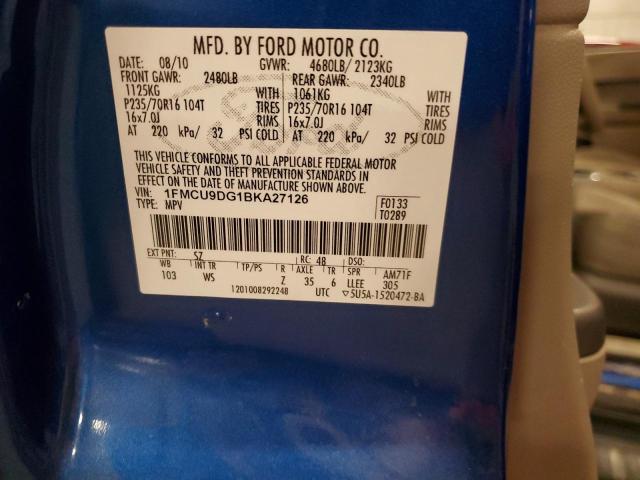 MFD. BY FORD MOTOR CO.
DATE: 08/10 GVWR: 4680LB/ 2123KG
FRONT GAWR: 2480LB REAR GAWR: 2340LB
1125KG WITH 1061KG WITH
P235/70R16 104T TIRES P235/70R16 104T TIRES
16x7.0J RIMS 16x7.0J RIMS
AT 220 kPa/ 32 PSI COLD AT 220 kPa/ 32 PSI COLD
THIS VEHICLE CONFORMS TO ALL APPLICABLE FEDERAL MOTOR
VEHICLE SAFETY AND THEFT PREVENTION STANDARDS IN
EFFECT ON THE DATE OF MANUFACTURE SHOWN ABOVE.
VIN: 1FMCU9DG1BKA27126 F0133
TYPE: MPV T0289
EXT PNT: SZ RC: 48 DSO:
WB INT TR TP/PS R AXLE TR SPR AM71F
103 WS Z 35 6 LLEE 305
1201008292248 UTC ▽5U5A-1520472-BA